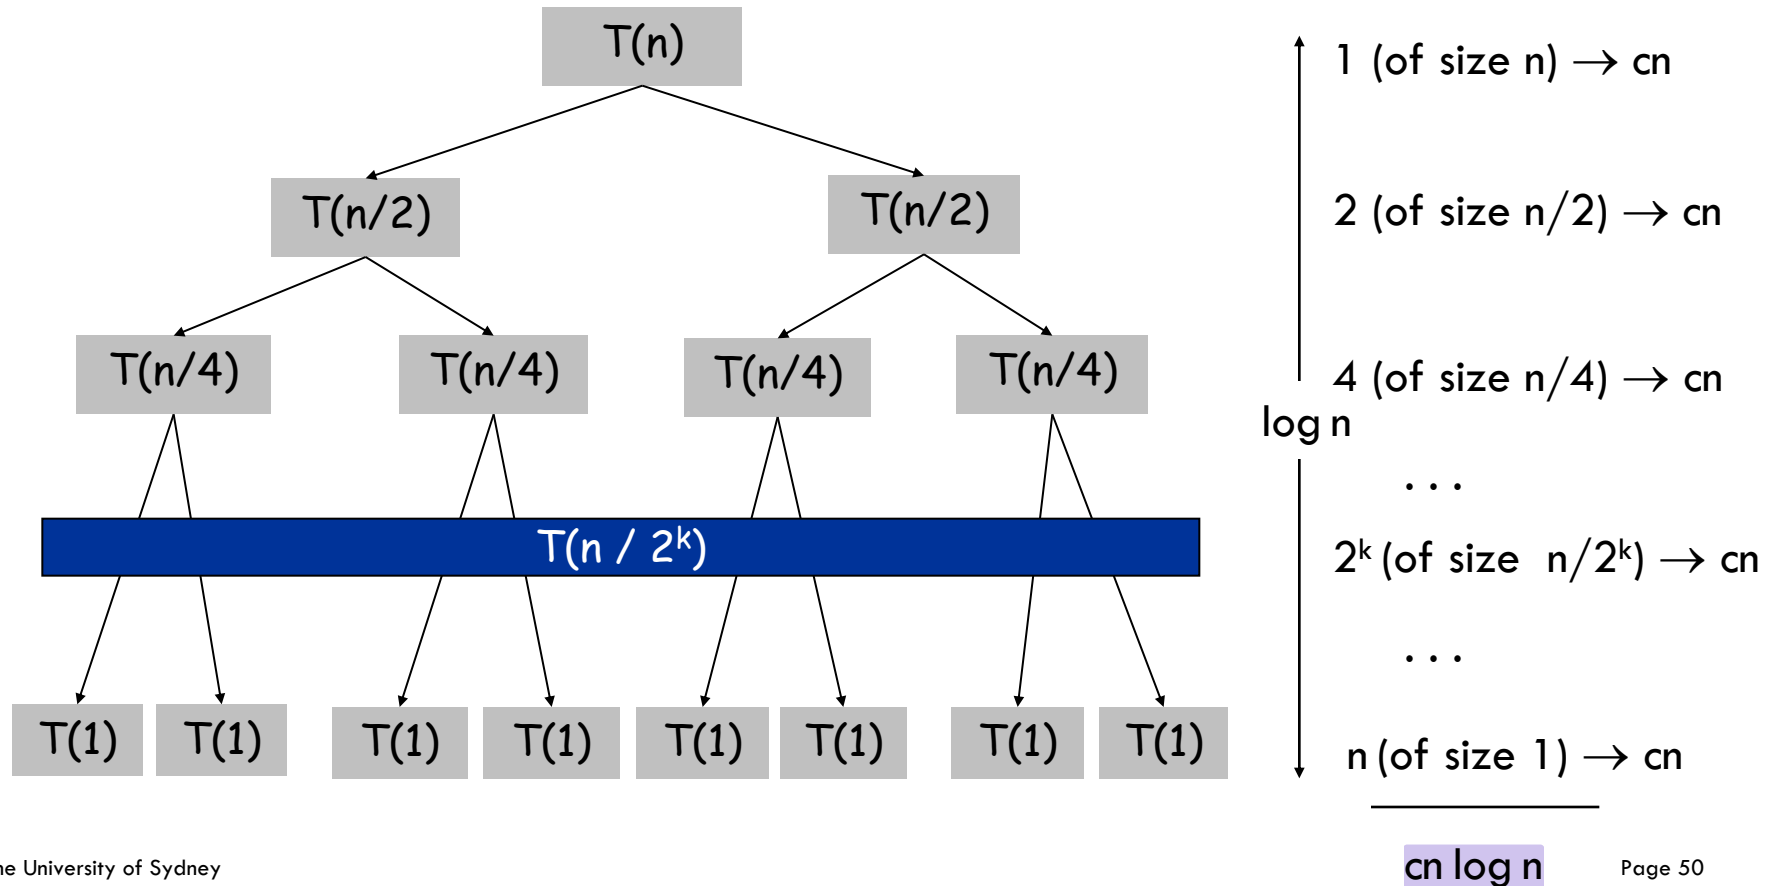 T(n)
1 (of size n) → cn
T(n/2) T(n/2)
2 (of size n/2) → cn
T(n/4) T(n/4) T(n/4) T(n/4)
4 (of size n/4) → cn
log n
...
T(n / 2ᵏ)
2ᵏ (of size n/2ᵏ) → cn
...
T(1) T(1) T(1) T(1) T(1) T(1) T(1) T(1)
n (of size 1) → cn
cn log n
ne University of Sydney
Page 50